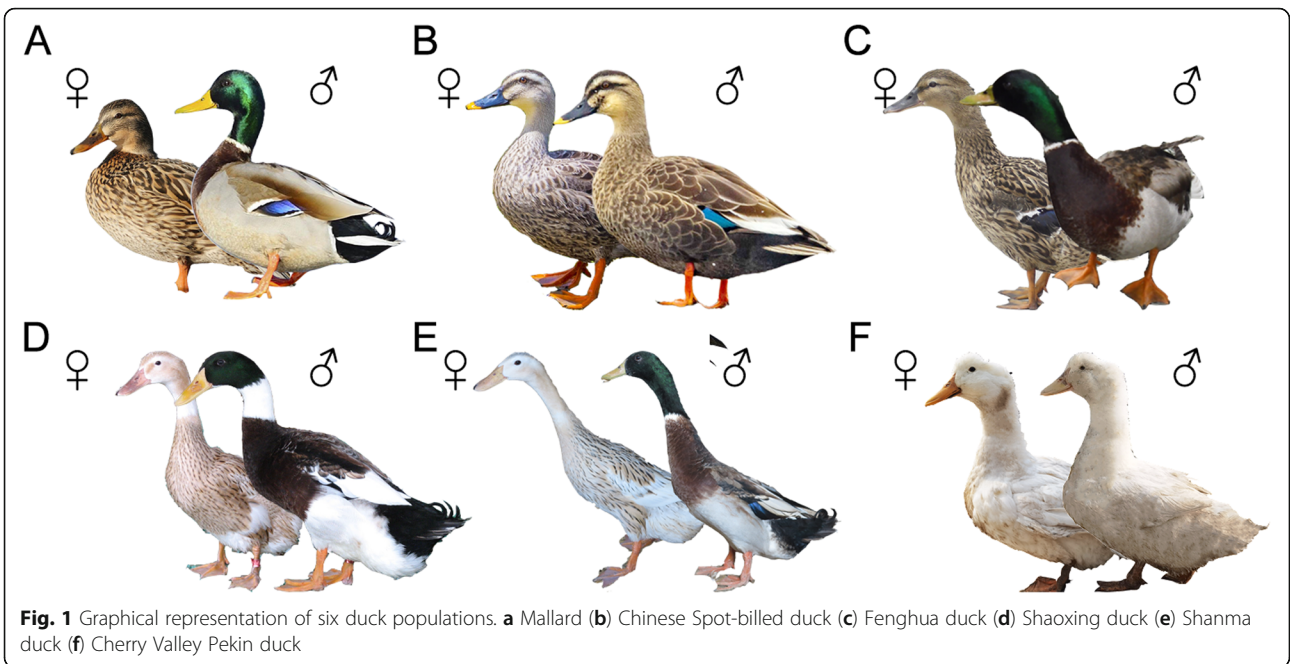 A B C
♀ ♂ ♀ ♂ ♀ ♂
D E F
♀ ♂ ♀ ♂ ♀ ♂
Fig. 1 Graphical representation of six duck populations. a Mallard (b) Chinese Spot-billed duck (c) Fenghua duck (d) Shaoxing duck (e) Shanma
duck (f) Cherry Valley Pekin duck